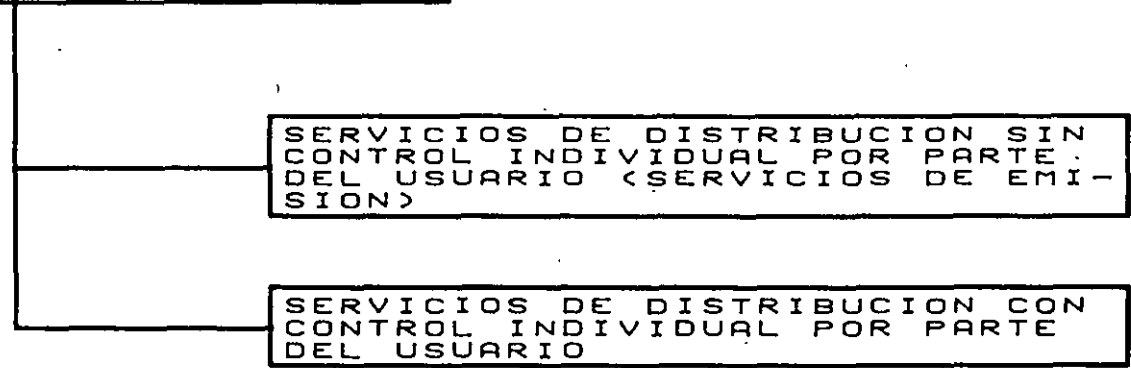 SERVICIOS DE DISTRIBUCION SIN
CONTROL INDIVIDUAL POR PARTE
DEL USUARIO <SERVICIOS DE EMI-
SION>
SERVICIOS DE DISTRIBUCION CON
CONTROL INDIVIDUAL POR PARTE
DEL USUARIO